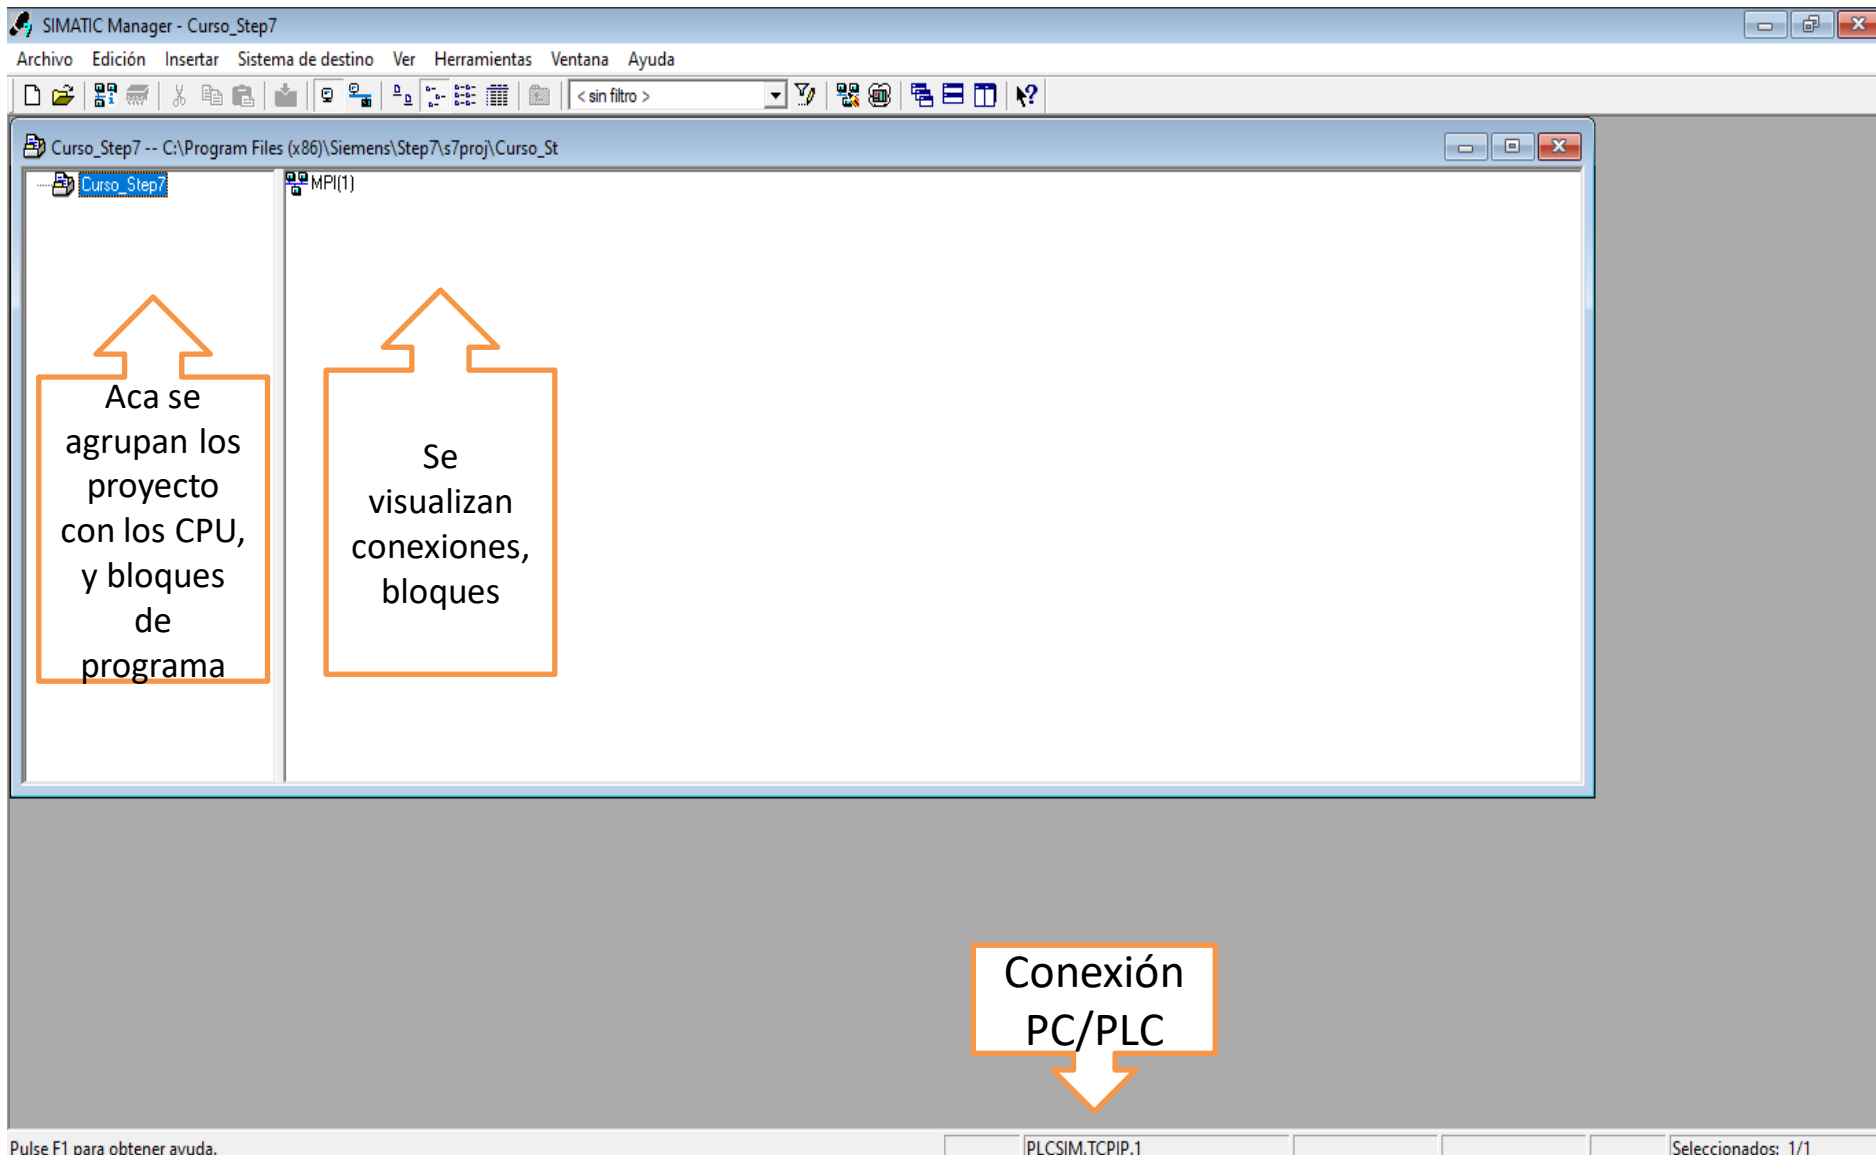 SIMATIC Manager - Curso_Step7
Archivo Edición Insertar Sistema de destino Ver Herramientas Ventana Ayuda
< sin filtro >
Curso_Step7 -- C:\Program Files (x86)\Siemens\Step7\s7proj\Curso_St
Curso_Step7
MPI(1)
Aca se
agrupan los
proyecto
con los CPU,
y bloques
de
programa
Se
visualizan
conexiones,
bloques
Conexión
PC/PLC
Pulse F1 para obtener ayuda.
PLCSIM.TCPIP.1
Seleccionados: 1/1